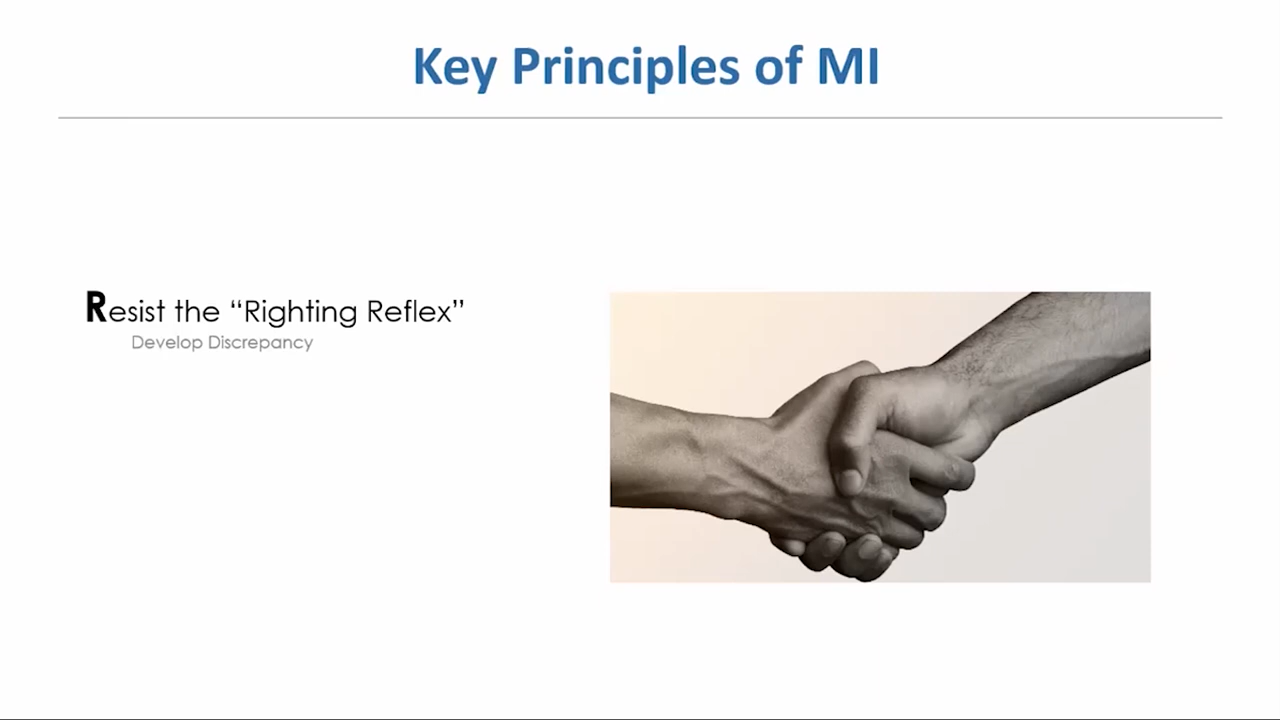 Key Principles of MI
Resist the “Righting Reflex”
Develop Discrepancy